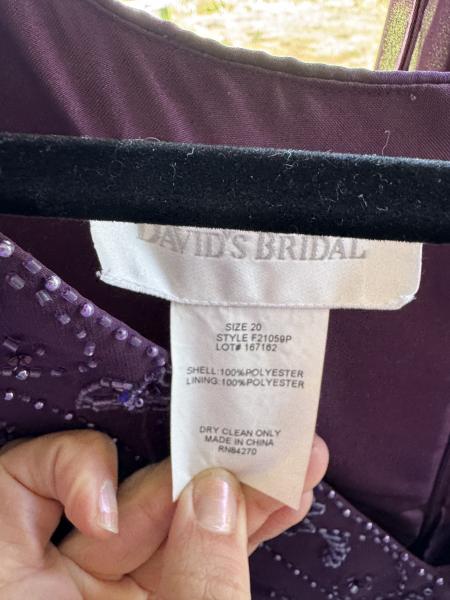 DAVID'S BRIDAL
SIZE 20
STYLE F21059P
LOT# 167162
SHELL:100%POLYESTER
LINING:100%POLYESTER
DRY CLEAN ONLY
MADE IN CHINA
RN84270